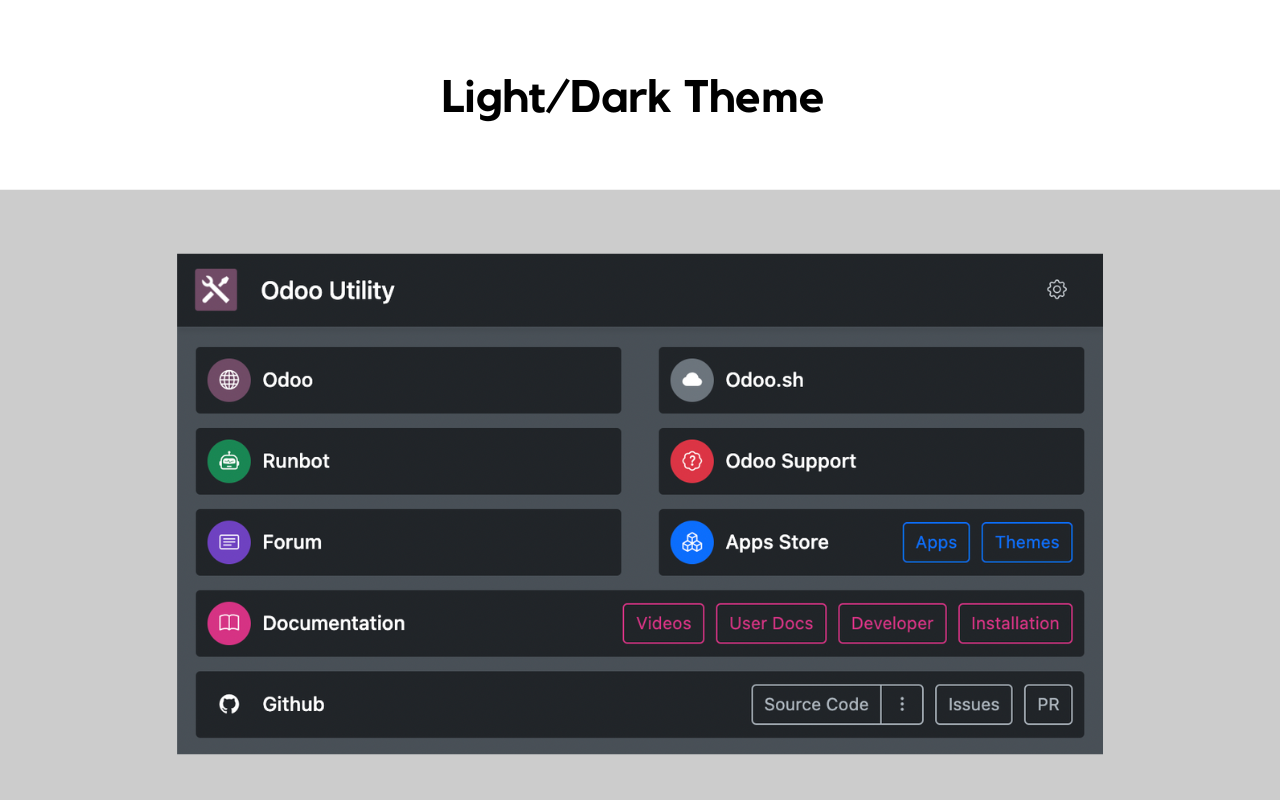 Light/Dark Theme
Odoo Utility
Odoo
Odoo.sh
Runbot
Odoo Support
Forum
Apps Store Apps Themes
Documentation Videos User Docs Developer Installation
Github Source Code Issues PR